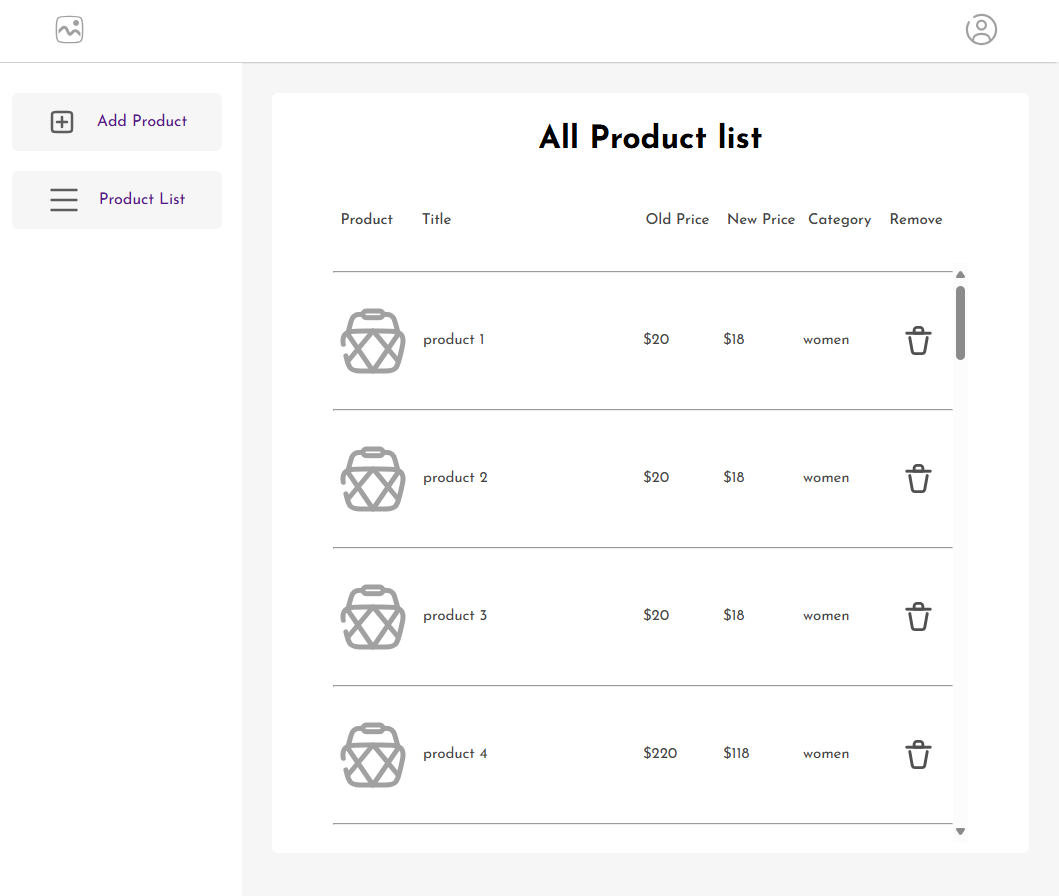 Add Product
Product List
All Product list
Product Title Old Price New Price Category Remove
product 1 $20 $18 women
product 2 $20 $18 women
product 3 $20 $18 women
product 4 $220 $118 women